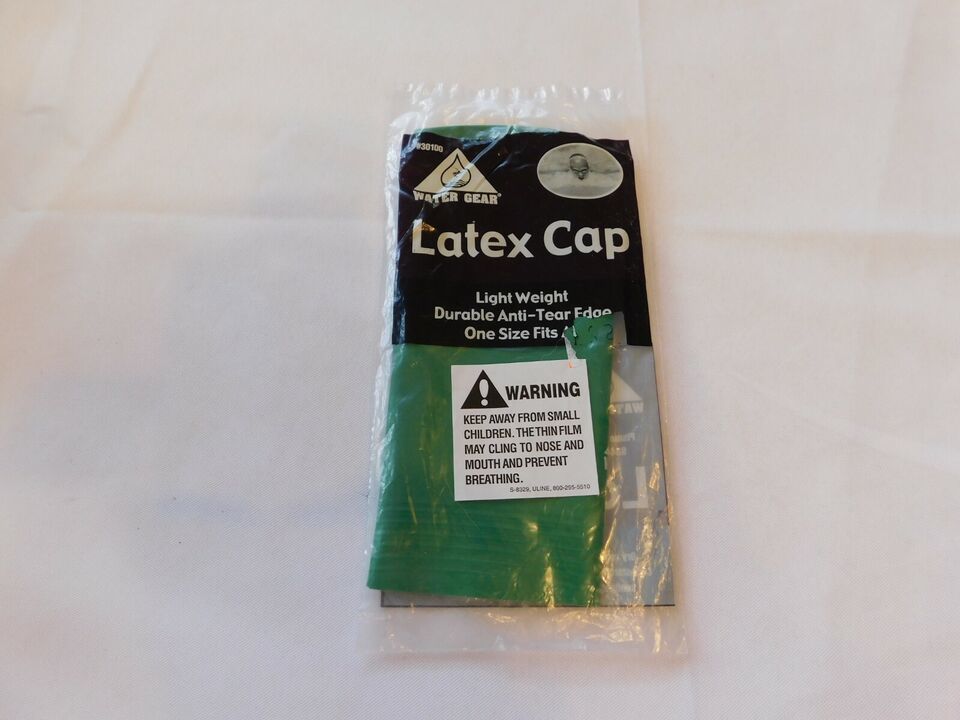 #30100
WATER GEAR®
Latex Cap
Light Weight
Durable Anti-Tear Edge
One Size Fits
WARNING
KEEP AWAY FROM SMALL
CHILDREN. THE THIN FILM
MAY CLING TO NOSE AND
MOUTH AND PREVENT
BREATHING.
S-8329, ULINE, 800-295-5510